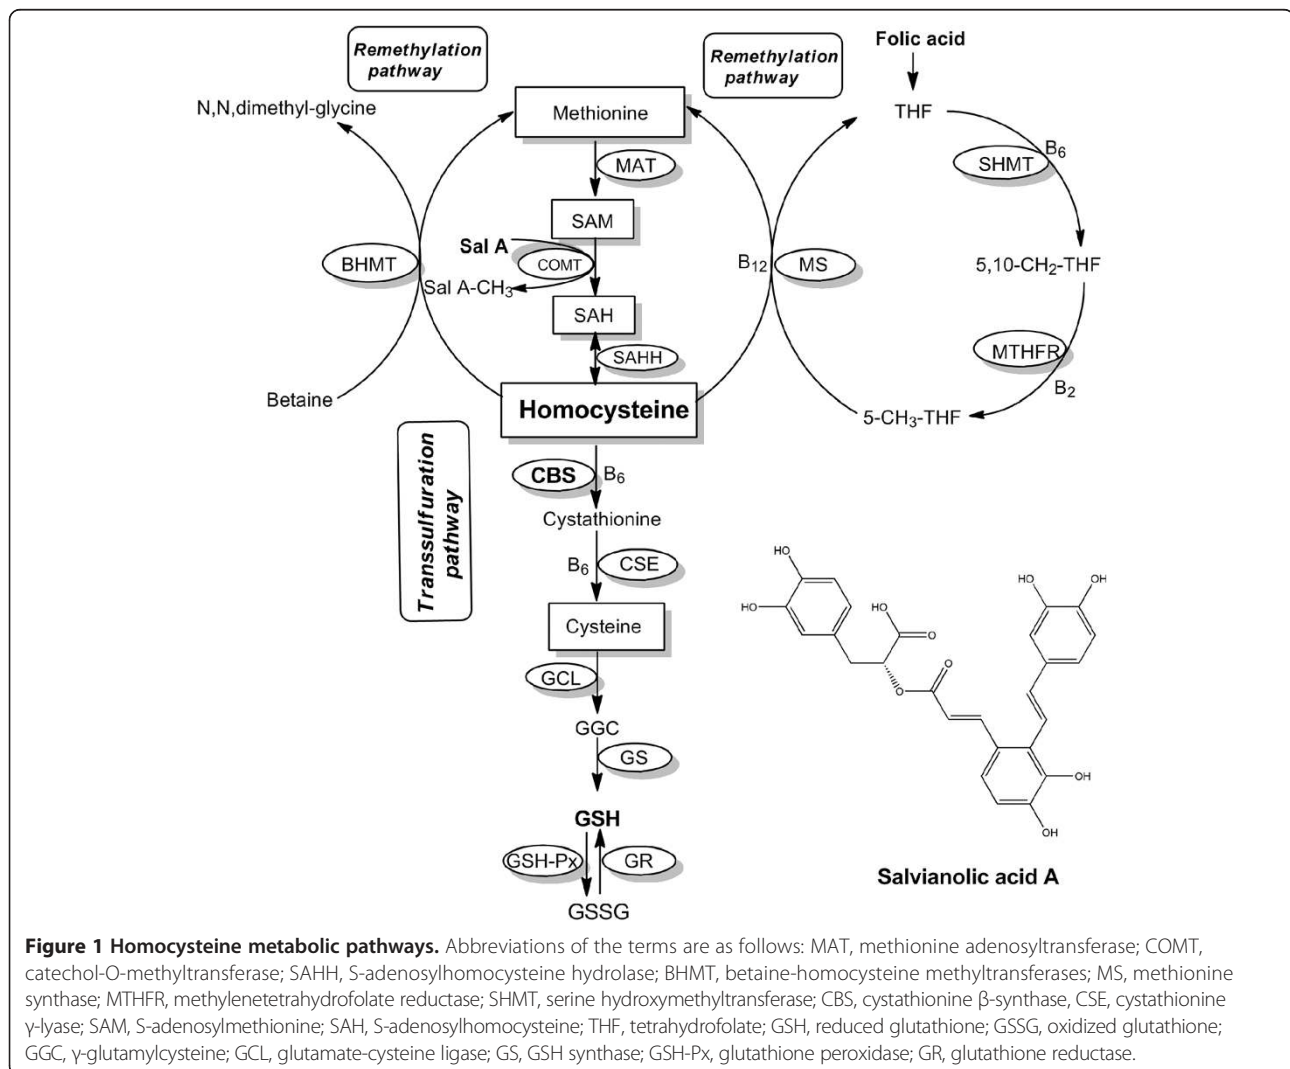 Remethylation
pathway
Remethylation
pathway
Folic acid
N,N,dimethyl-glycine
Methionine
THF
MAT
SHMT
B6
SAM
Sal A
COMT
BHMT
B12
MS
5,10-CH2-THF
Sal A-CH3
SAH
SAHH
MTHFR
B2
Betaine
Homocysteine
5-CH3-THF
Transsulfuration
pathway
CBS
B6
Cystathionine
B6
CSE
Cysteine
GCL
GGC
GS
GSH
GSH-Px
GR
GSSG
HO
HO
HO
O
O
O
HO
OH
OH
OH
Salvianolic acid A
Figure 1 Homocysteine metabolic pathways. Abbreviations of the terms are as follows: MAT, methionine adenosyltransferase; COMT,
catechol-O-methyltransferase; SAHH, S-adenosylhomocysteine hydrolase; BHMT, betaine-homocysteine methyltransferases; MS, methionine
synthase; MTHFR, methylenetetrahydrofolate reductase; SHMT, serine hydroxymethyltransferase; CBS, cystathionine β-synthase, CSE, cystathionine
γ-lyase; SAM, S-adenosylmethionine; SAH, S-adenosylhomocysteine; THF, tetrahydrofolate; GSH, reduced glutathione; GSSG, oxidized glutathione;
GGC, γ-glutamylcysteine; GCL, glutamate-cysteine ligase; GS, GSH synthase; GSH-Px, glutathione peroxidase; GR, glutathione reductase.